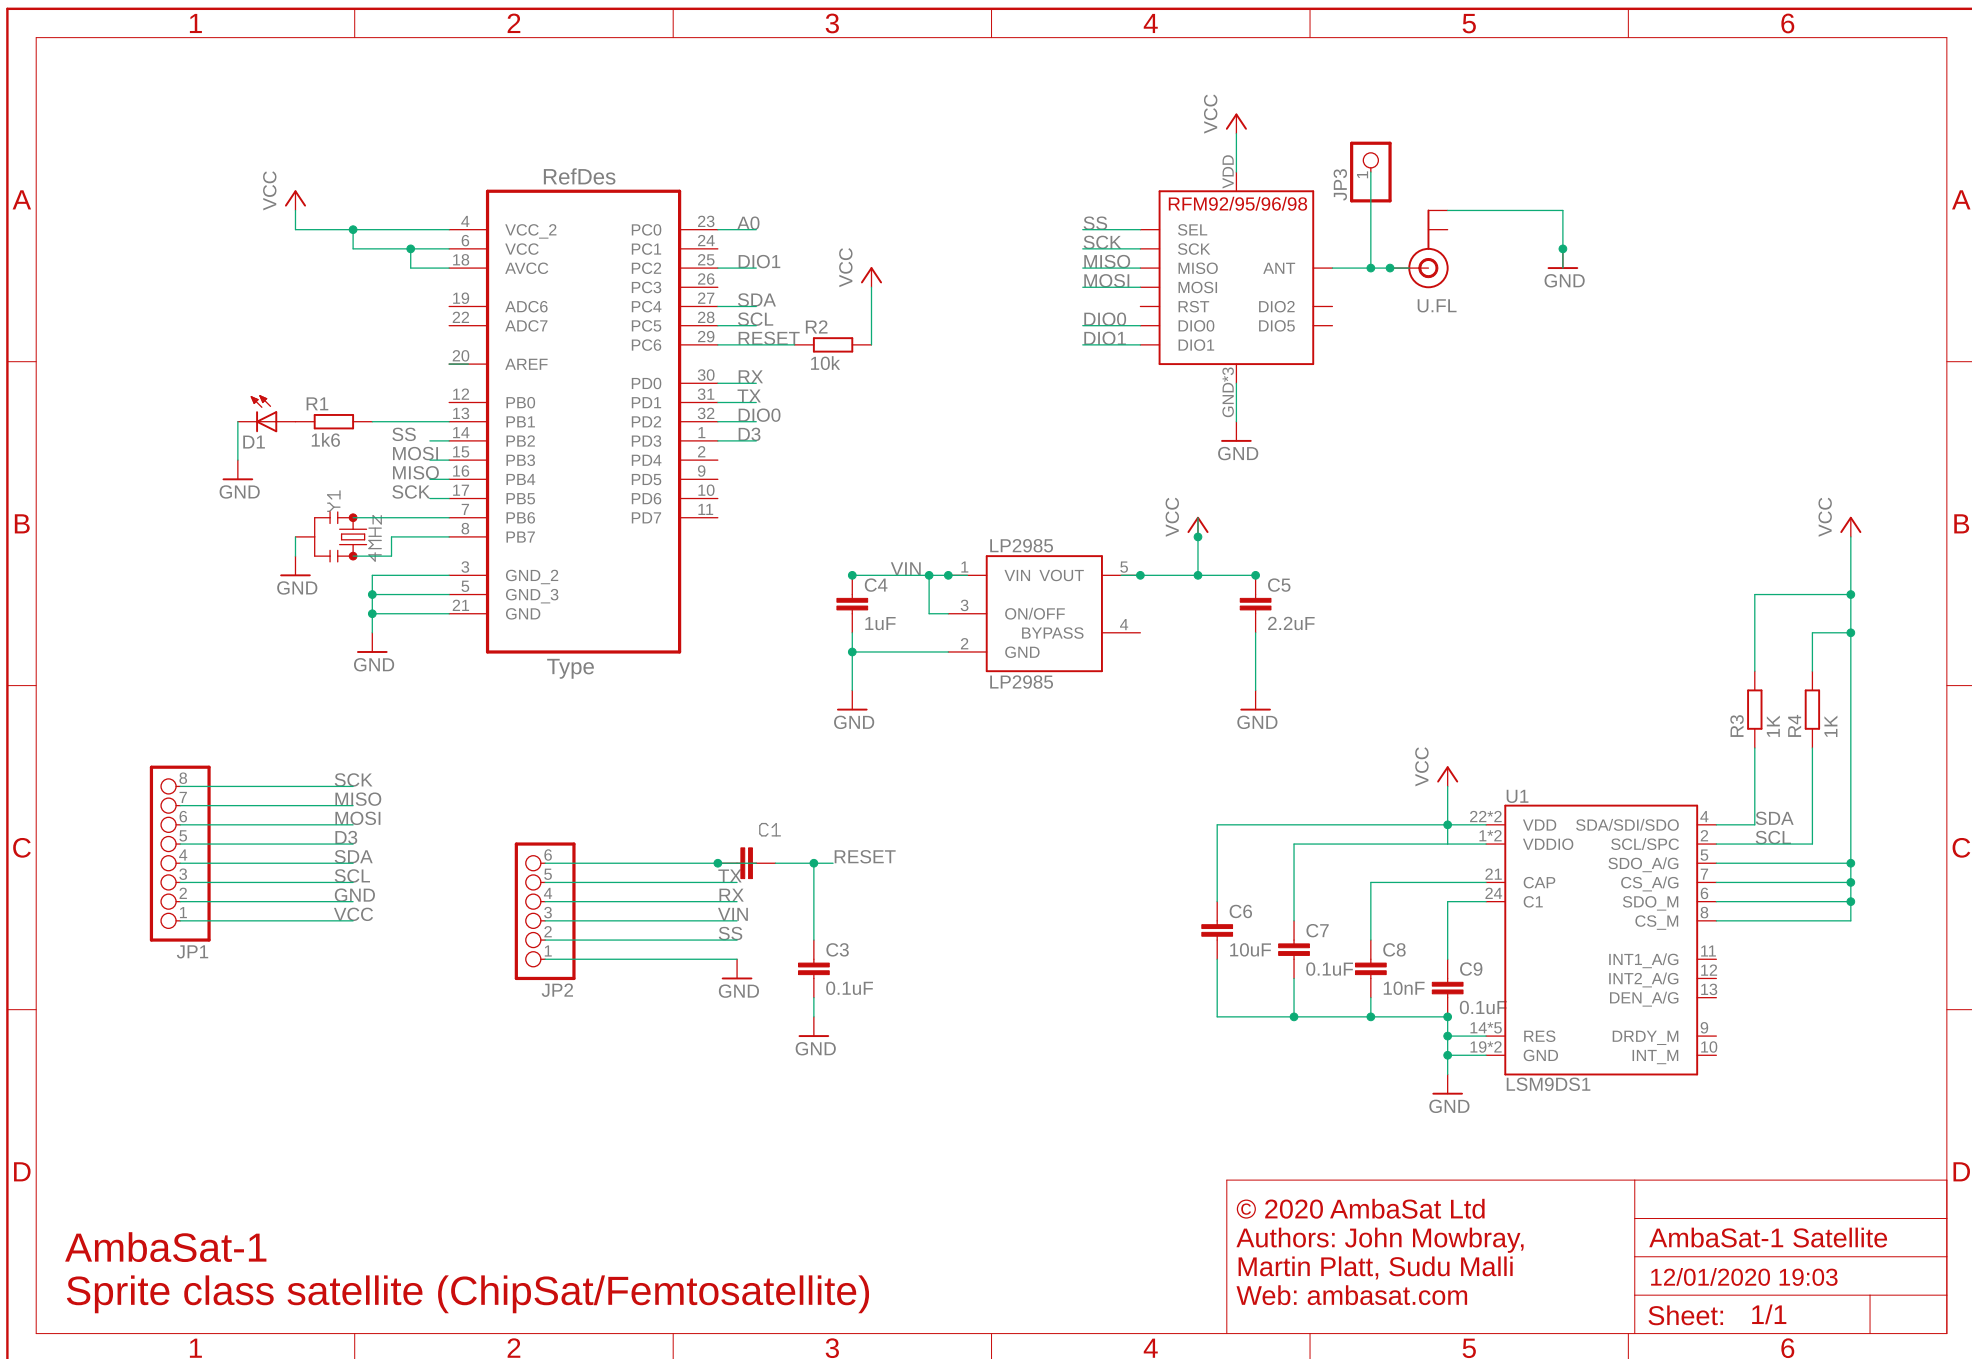 1 2 3 4 5 6
A A
B B
C C
D D
1 2 3 4 5 6
RefDes
VCC
4 VCC_2
6 VCC
18 AVCC
19 ADC6
22 ADC7
20 AREF
12 PB0
13 PB1
SS 14 PB2
MOSI 15 PB3
MISO 16 PB4
SCK 17 PB5
7 PB6
8 PB7
3 GND_2
5 GND_3
21 GND
PC0 23 A0
PC1 24
PC2 25 DIO1
PC3 26
PC4 27 SDA
PC5 28 SCL
PC6 29 RESET
PD0 30 RX
PD1 31 TX
PD2 32 DIO0
PD3 1 D3
PD4 2
PD5 9
PD6 10
PD7 11
Type
R2
10k
VCC
R1
1k6
D1
GND
Y1
4MHz
GND
GND
VCC
VDD
RFM92/95/96/98
SS SEL
SCK SCK
MISO MISO
MOSI MOSI
RST
DIO0 DIO0
DIO1 DIO1
ANT
DIO2
DIO5
GND*3
GND
JP3
1
U.FL
GND
LP2985
VIN 1 VIN
VOUT 5
3 ON/OFF
BYPASS 4
2 GND
LP2985
C4
1uF
GND
VCC
C5
2.2uF
GND
VCC
R3
1K
R4
1K
8 SCK
7 MISO
6 MOSI
5 D3
4 SDA
3 SCL
2 GND
1 VCC
JP1
C1
6 RESET
5 TX
4 RX
3 VIN
2 SS
1
JP2
GND
C3
0.1uF
GND
VCC
U1
22*2 VDD
1*2 VDDIO
21 CAP
24 C1
14*5 RES
19*2 GND
SDA/SDI/SDO 4 SDA
SCL/SPC 2 SCL
SDO_A/G 5
CS_A/G 7
SDO_M 6
CS_M 8
INT1_A/G 11
INT2_A/G 12
DEN_A/G 13
DRDY_M 9
INT_M 10
LSM9DS1
C6
10uF
C7
0.1uF
C8
10nF
C9
0.1uF
GND
AmbaSat-1
Sprite class satellite (ChipSat/Femtosatellite)
© 2020 AmbaSat Ltd
Authors: John Mowbray,
Martin Platt, Sudu Malli
Web: ambasat.com
AmbaSat-1 Satellite
12/01/2020 19:03
Sheet: 1/1